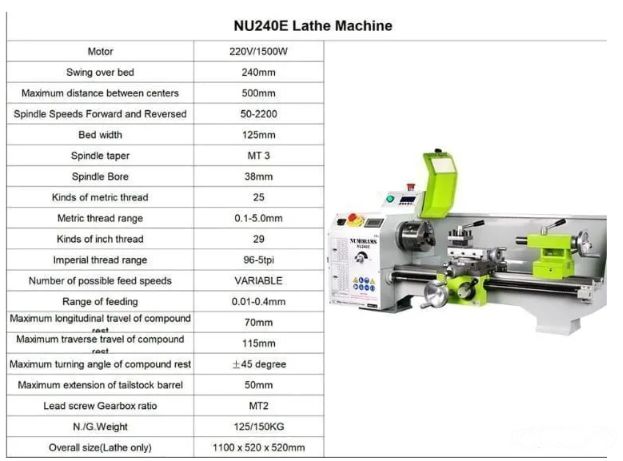 NU240E Lathe Machine
Motor 220V/1500W
Swing over bed 240mm
Maximum distance between centers 500mm
Spindle Speeds Forward and Reversed 50-2200
Bed width 125mm
Spindle taper MT 3
Spindle Bore 38mm
Kinds of metric thread 25
Metric thread range 0.1-5.0mm
Kinds of inch thread 29
Imperial thread range 96-5tpi
Number of possible feed speeds VARIABLE
Range of feeding 0.01-0.4mm
Maximum longitudinal travel of compound rest 70mm
Maximum traverse travel of compound rest 115mm
Maximum turning angle of compound rest ±45 degree
Maximum extension of tailstock barrel 50mm
Lead screw Gearbox ratio MT2
N./G.Weight 125/150KG
Overall size(Lathe only) 1100 x 520 x 520mm
NU240E